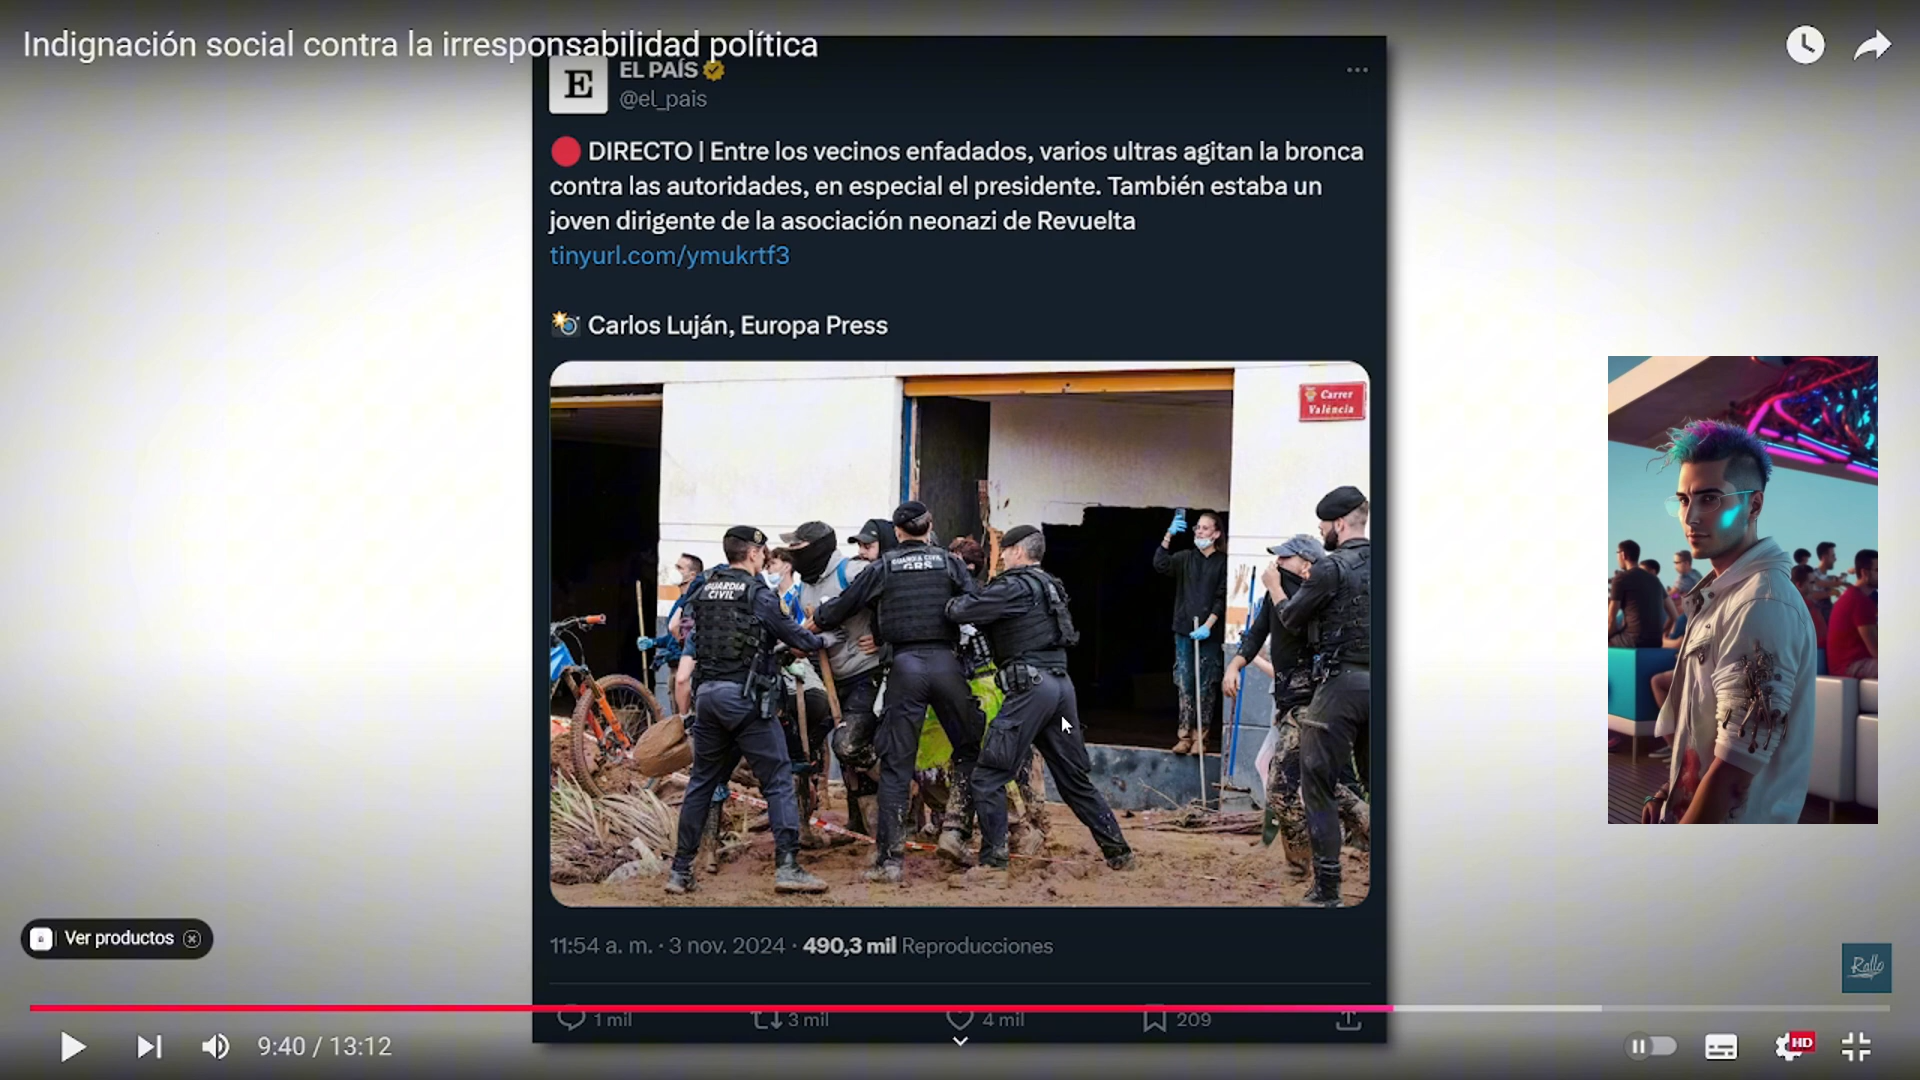 Indignación social contra la irresponsabilidad política
E
EL PAÍS
@el_pais
DIRECTO | Entre los vecinos enfadados, varios ultras agitan la bronca
contra las autoridades, en especial el presidente. También estaba un
joven dirigente de la asociación neonazi de Revuelta
tinyurl.com/ymukrtf3
Carlos Luján, Europa Press
Carrer
València
GUARDIA CIVIL
GRS
GUARDIA
CIVIL
11:54 a. m. · 3 nov. 2024 · 490,3 mil Reproducciones
Ver productos
Rallo
1 mil
3 mil
4 mil
209
9:40 / 13:12
HD